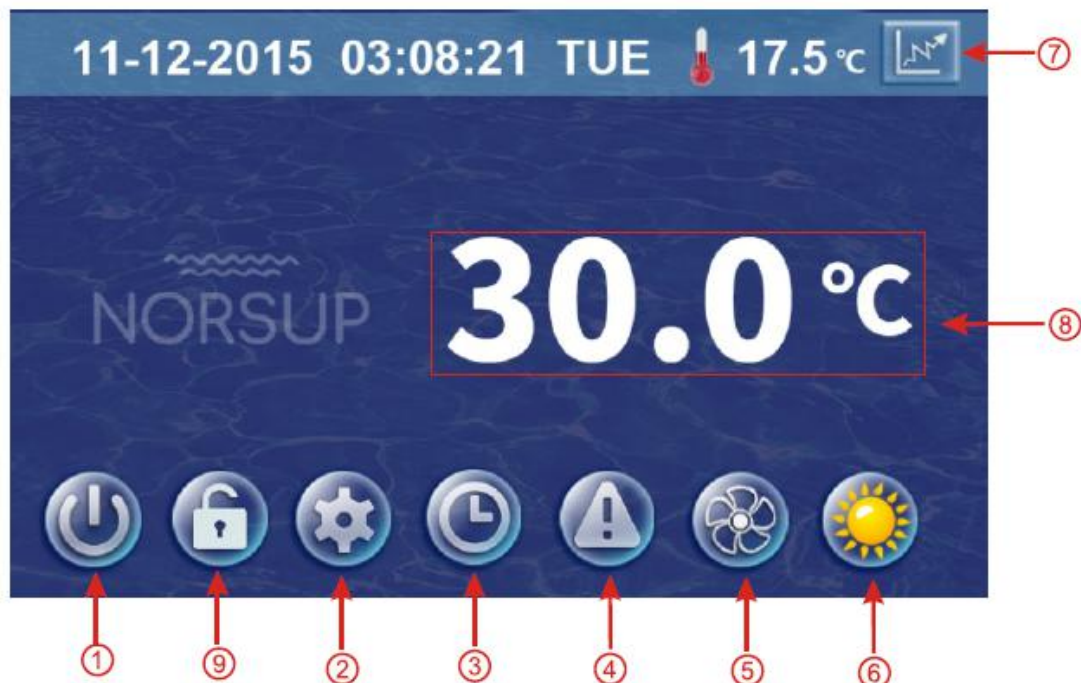 11-12-2015 03:08:21 TUE 17.5 ℃ ⑦
NORSUP
30.0 ℃ ⑧
① ⑨ ② ③ ④ ⑤ ⑥